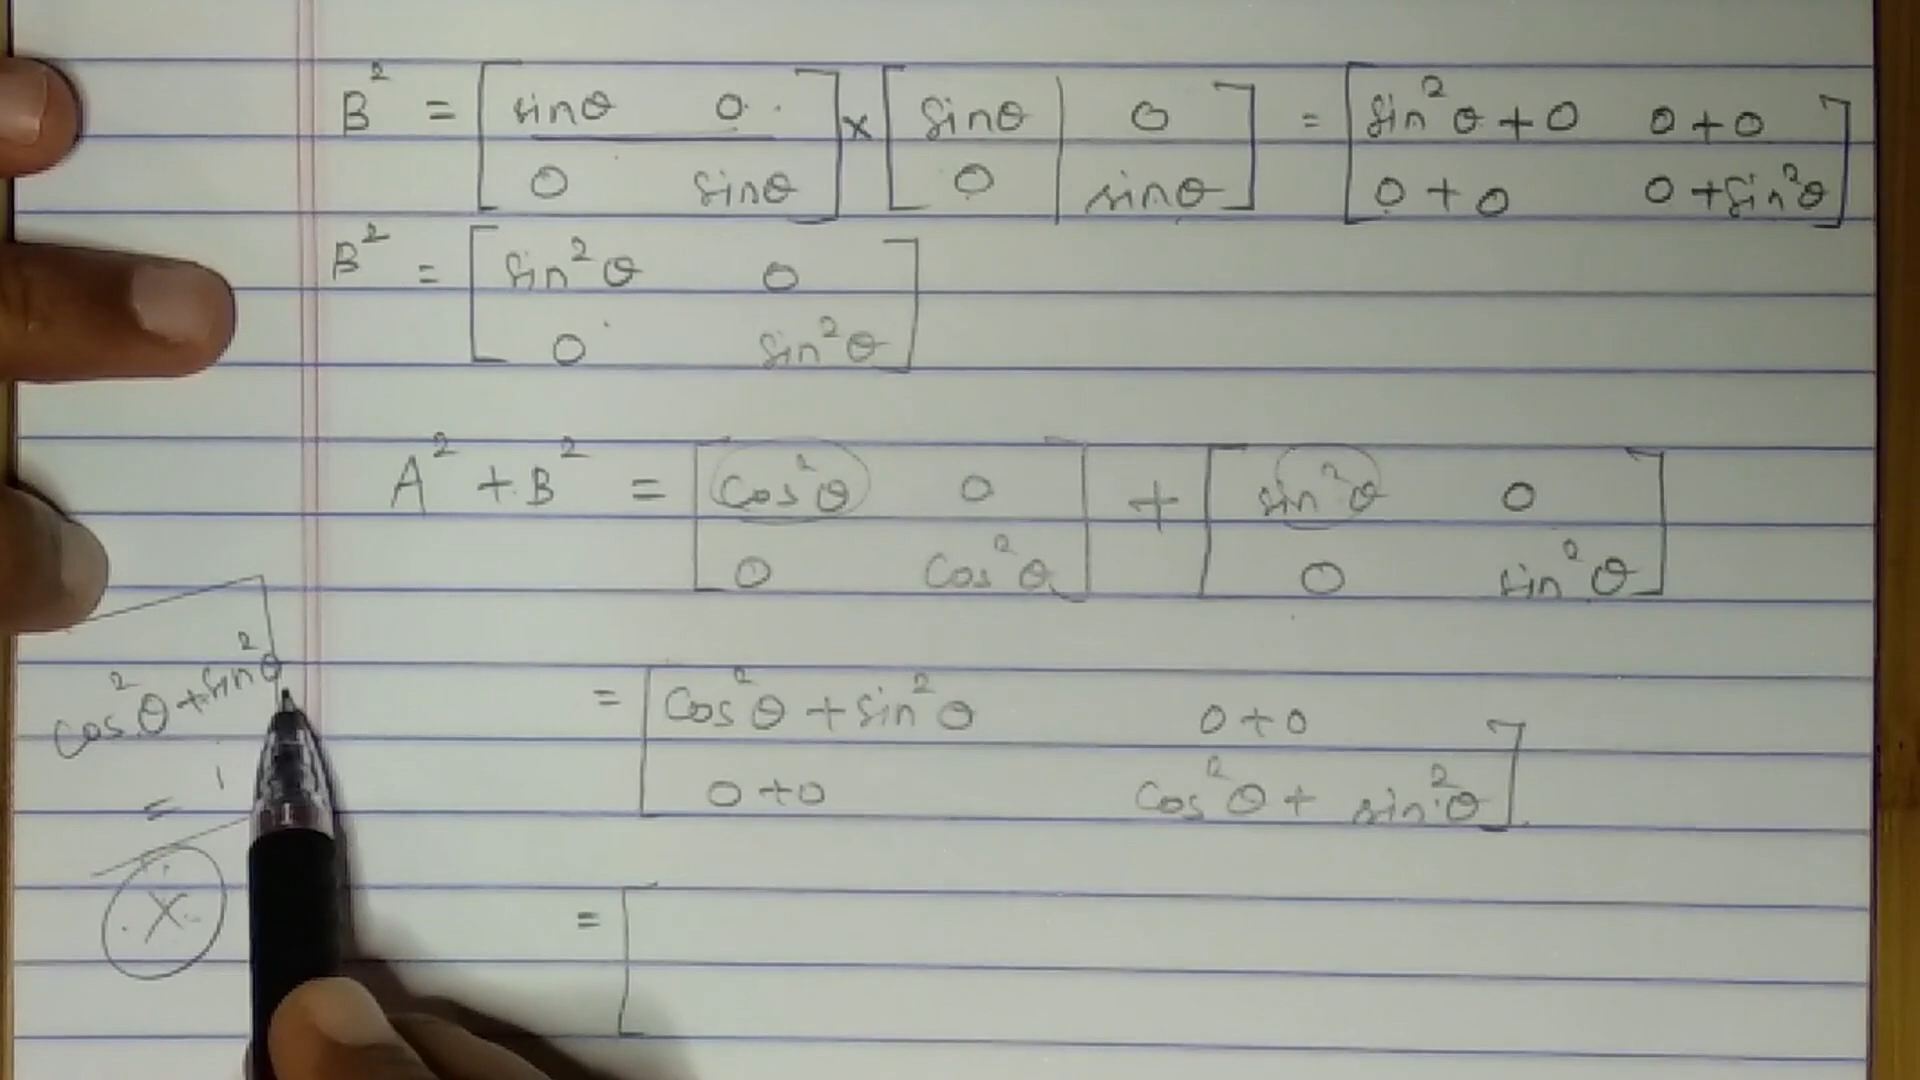 B² = [ sinθ 0 ] × [ sinθ | 0 ] = [ sin²θ + 0 0 + 0 ]
[ 0 sinθ ] [ 0 | sinθ ] [ 0 + 0 0 + sin²θ ]
B² = [ sin²θ 0 ]
[ 0 sin²θ ]
A² + B² = [ cos²θ 0 ] + [ sin²θ 0 ]
[ 0 cos²θ ] [ 0 sin²θ ]
cos²θ + sin²θ
= 1
X
= [ cos²θ + sin²θ 0 + 0 ]
[ 0 + 0 cos²θ + sin²θ ]
= [